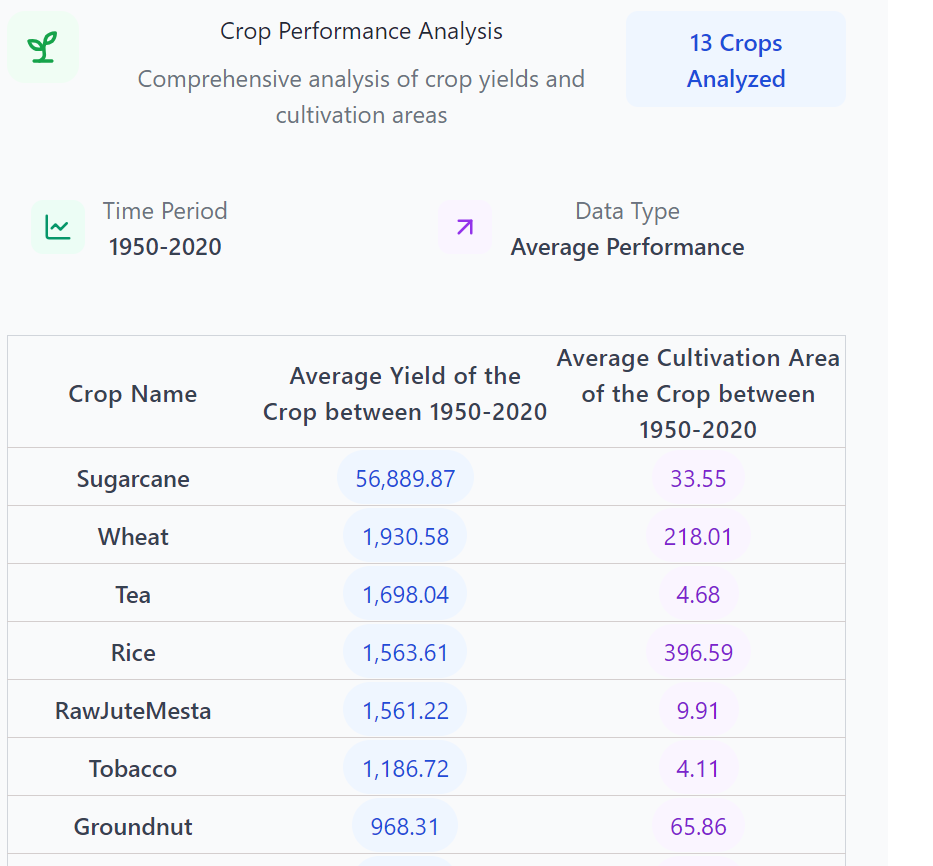 Crop Performance Analysis
Comprehensive analysis of crop yields and
cultivation areas
13 Crops
Analyzed
Time Period
1950-2020
Data Type
Average Performance
Crop Name
Average Yield of the
Crop between 1950-2020
Average Cultivation Area
of the Crop between
1950-2020
Sugarcane 56,889.87 33.55
Wheat 1,930.58 218.01
Tea 1,698.04 4.68
Rice 1,563.61 396.59
RawJuteMesta 1,561.22 9.91
Tobacco 1,186.72 4.11
Groundnut 968.31 65.86